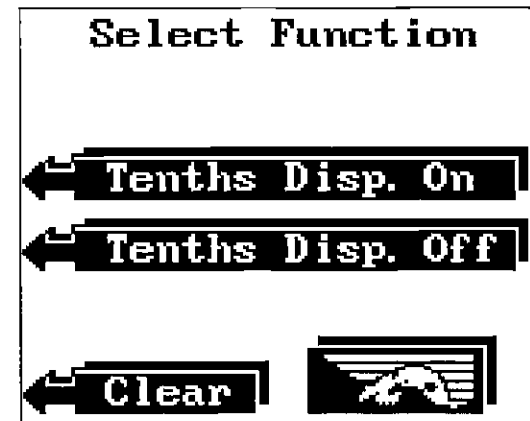 Select Function
Tenths Disp. On
Tenths Disp. Off
Clear